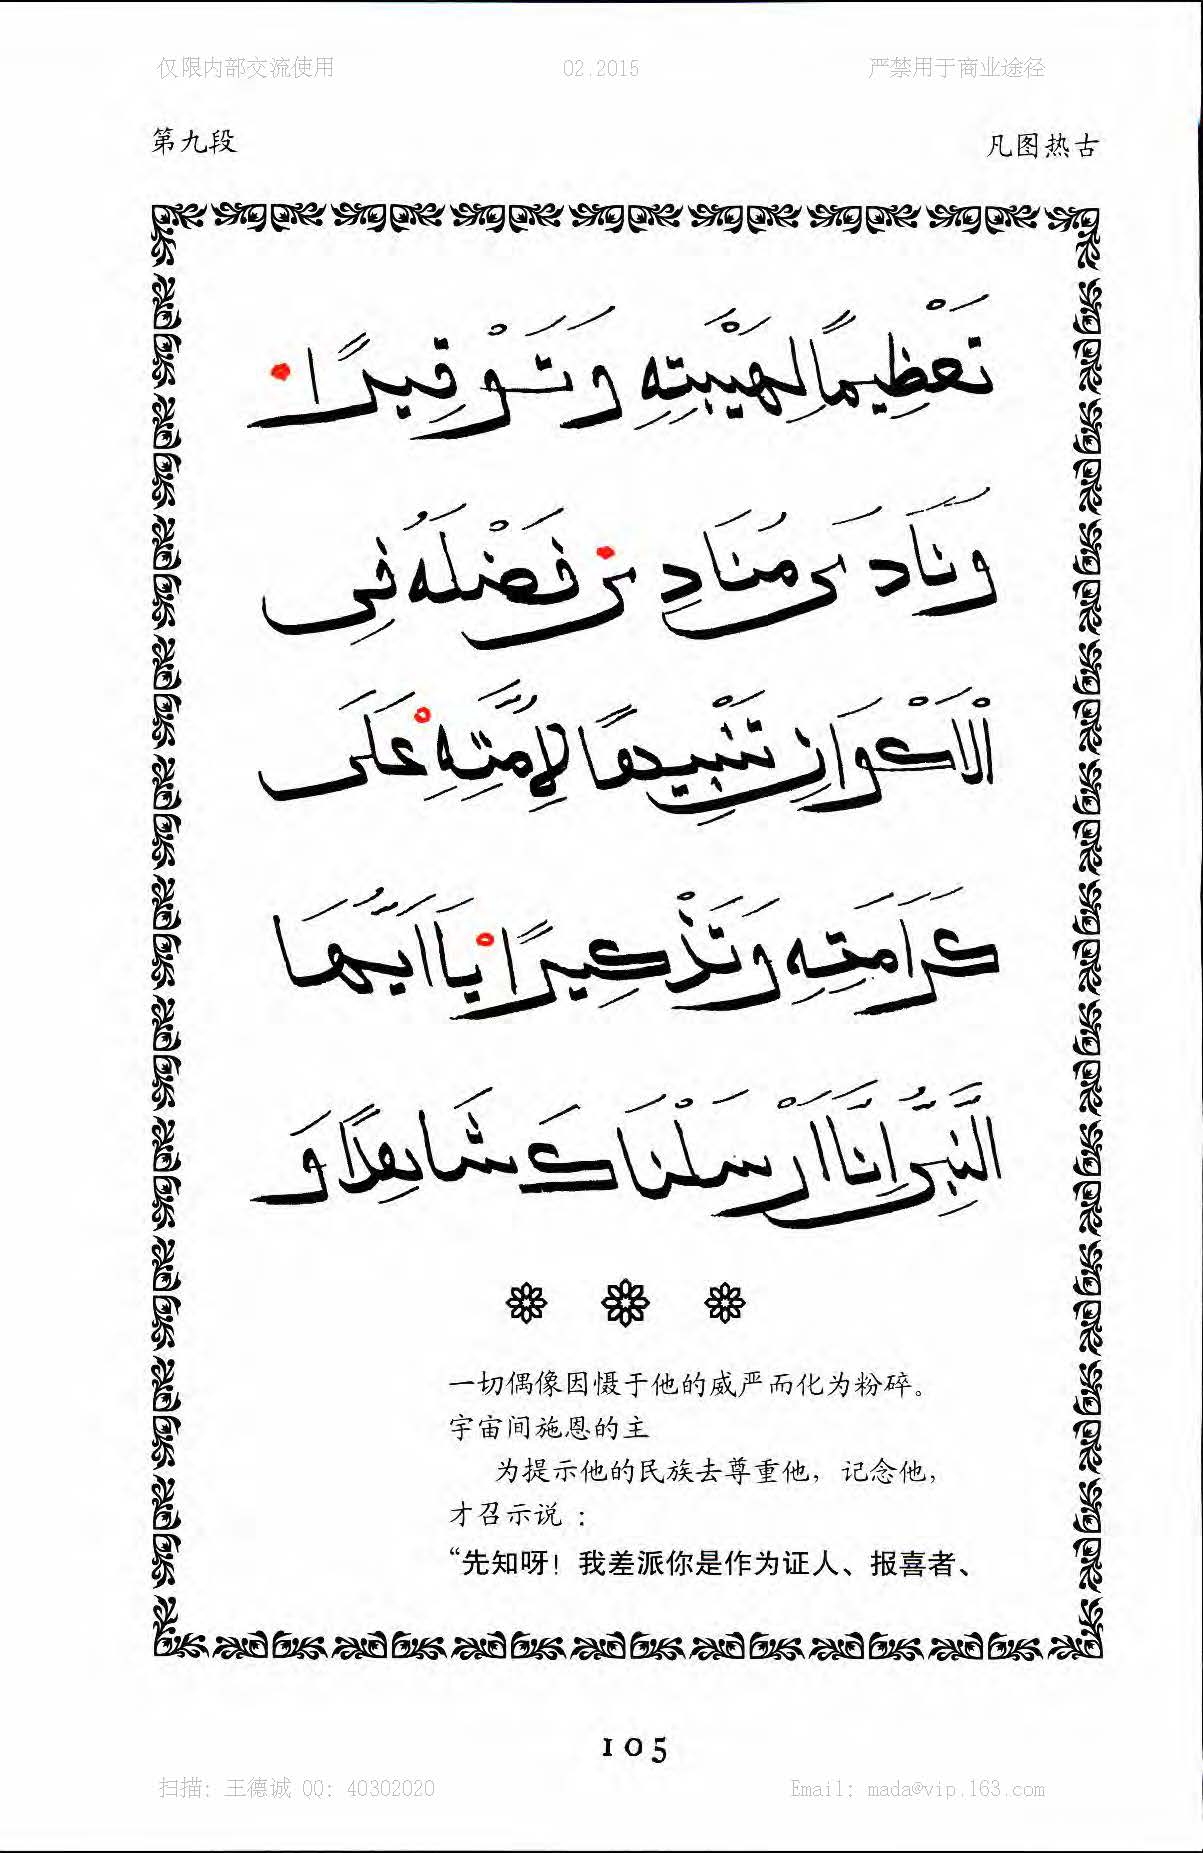 仅限内部交流使用 02.2015 严禁用于商业途径
第九段 凡图热古
تَعْظِيمًا لِهَيْبَتِهِ وَتَوْقِيرًا
وَنَادَى مُنَادِى فَضْلَهُ فِى
الْاَكْوَانِ تَنْبِيهًا لِاُمَّتِهِ عَلَى
كَرَامَتِهِ وَتَذْكِيرًا يَا اَيُّهَا
النَّبِىُّ اِنَّا اَرْسَلْنَاكَ شَاهِدًا وَ
一切偶像因慑于他的威严而化为粉碎。
宇宙间施恩的主
为提示他的民族去尊重他，记念他，
才召示说：
“先知呀！我差派你是作为证人、报喜者、
105
扫描: 王德诚 QQ: 40302020 Email: mada@vip.163.com